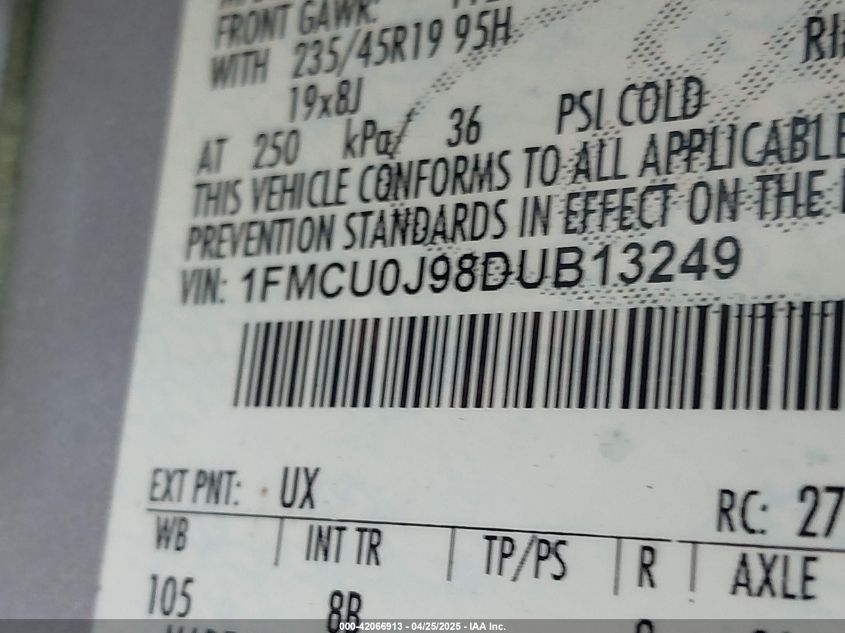 FRONT GAWR:
WITH 235/45R19 95H
19x8J
AT 250 kPa/ 36 PSI COLD
THIS VEHICLE CONFORMS TO ALL APPLICABLE
PREVENTION STANDARDS IN EFFECT ON THE
VIN: 1FMCU0J98DUB13249
EXT PNT: UX RC: 27
WB INT TR TP/PS R AXLE
105 8B
000-42066913 - 04/25/2025 - IAA Inc.